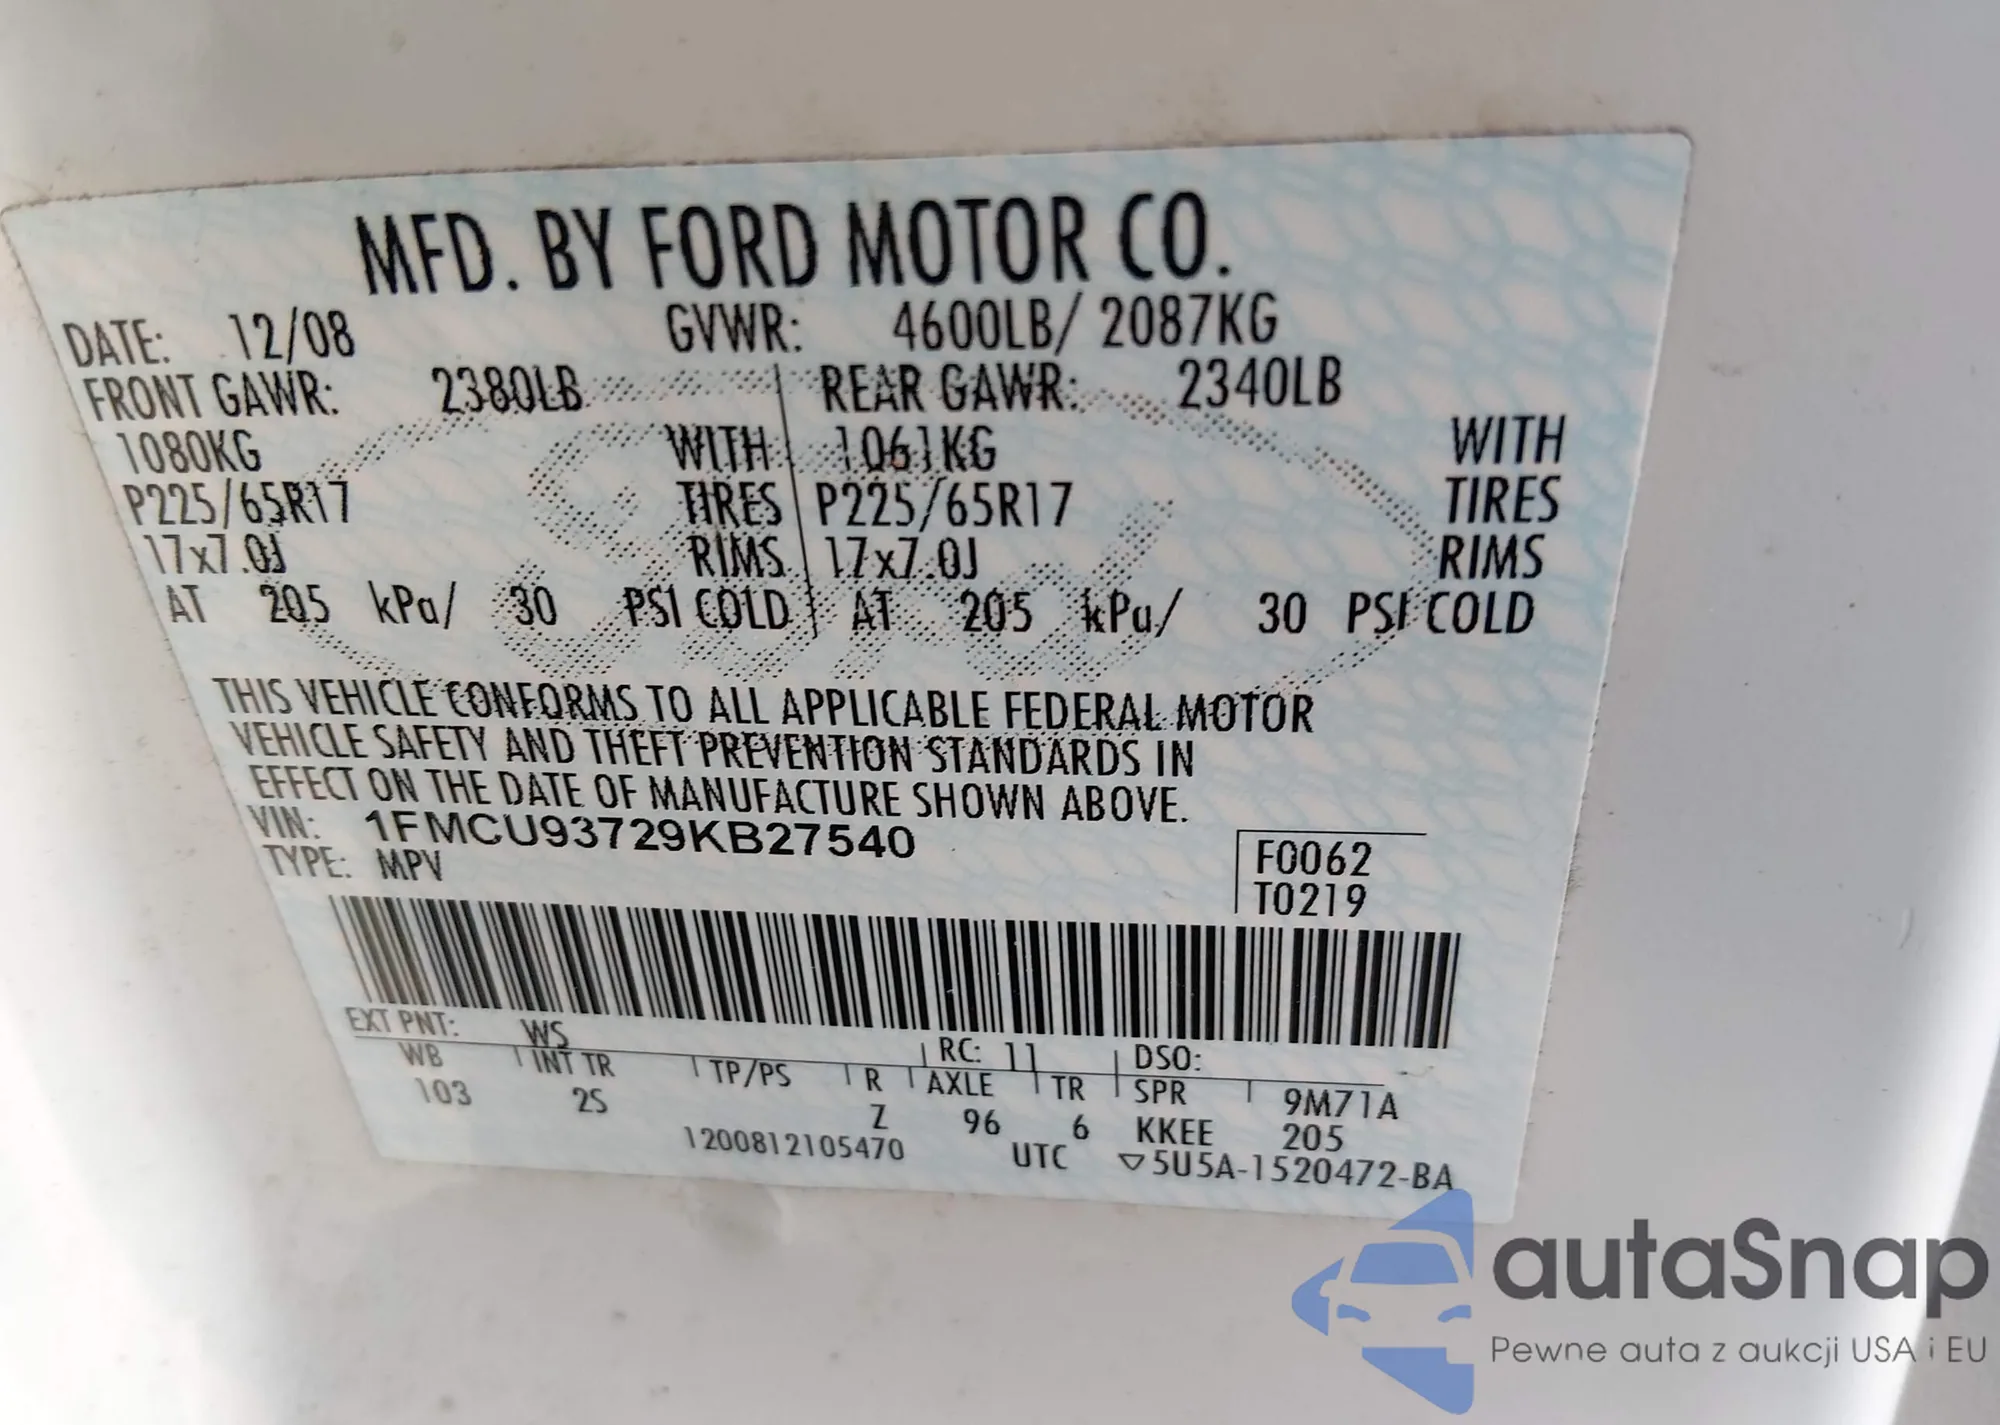 MFD. BY FORD MOTOR CO.
DATE: 12/08 GVWR: 4600LB/ 2087KG
FRONT GAWR: 2380LB REAR GAWR: 2340LB
1080KG WITH 1061KG WITH
P225/65R17 TIRES P225/65R17 TIRES
17x7.0J RIMS 17x7.0J RIMS
AT 205 kPa/ 30 PSI COLD AT 205 kPa/ 30 PSI COLD
THIS VEHICLE CONFORMS TO ALL APPLICABLE FEDERAL MOTOR
VEHICLE SAFETY AND THEFT PREVENTION STANDARDS IN
EFFECT ON THE DATE OF MANUFACTURE SHOWN ABOVE.
VIN: 1FMCU93729KB27540
TYPE: MPV
F0062
T0219
EXT PNT: WS RC: 11 DSO:
WB INT TR TP/PS R AXLE TR SPR 9M71A
103 2S Z 96 6 KKEE 205
1200812105470 UTC ▽5U5A-1520472-BA
autaSnap
Pewne auta z aukcji USA i EU